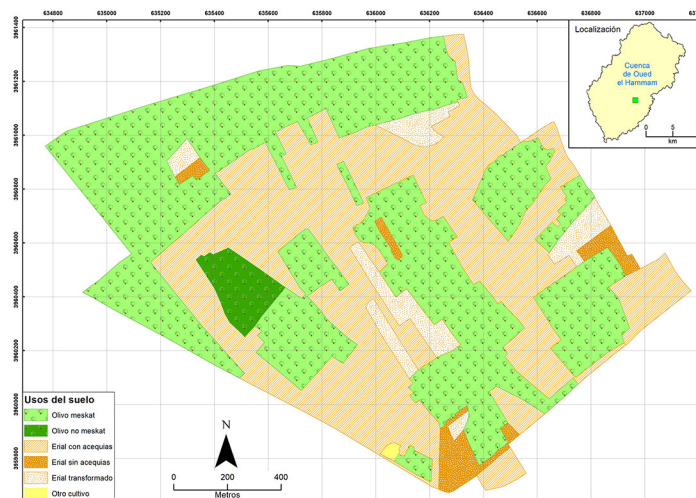 634800 635000 635200 635400 635600 635800 636000 636200 636400 636600 636800 637000
3961400
3961200
3961000
3960800
3960600
3960400
3960200
3960000
3959800
Localización
Cuenca
de Oued
el Hammam
0 5
km
Usos del suelo
Olivo meskat
Olivo no meskat
Erial con acequias
Erial sin acequias
Erial transformado
Otro cultivo
N
0 200 400
Metros